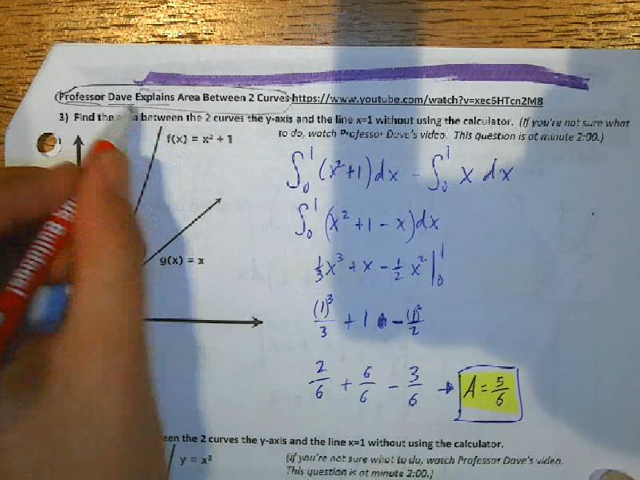 Professor Dave Explains Area Between 2 Curves https://www.youtube.com/watch?v=xec5HTcn2M8
3) Find the area between the 2 curves the y-axis and the line x=1 without using the calculator. (If you're not sure what
to do, watch Professor Dave's video. This question is at minute 2:00.)
f(x) = x² + 1
∫₀¹ (x²+1)dx - ∫₀¹ x dx
∫₀¹ (x² + 1 - x)dx
g(x) = x
⅓x³ + x - ½x² |₀¹
(1)³/3 + 1 - (1)²/2
2/6 + 6/6 - 3/6 → A = 5/6
een the 2 curves the y-axis and the line x=1 without using the calculator.
y = x³
(If you're not sure what to do, watch Professor Dave's video.
This question is at minute 2:00.)